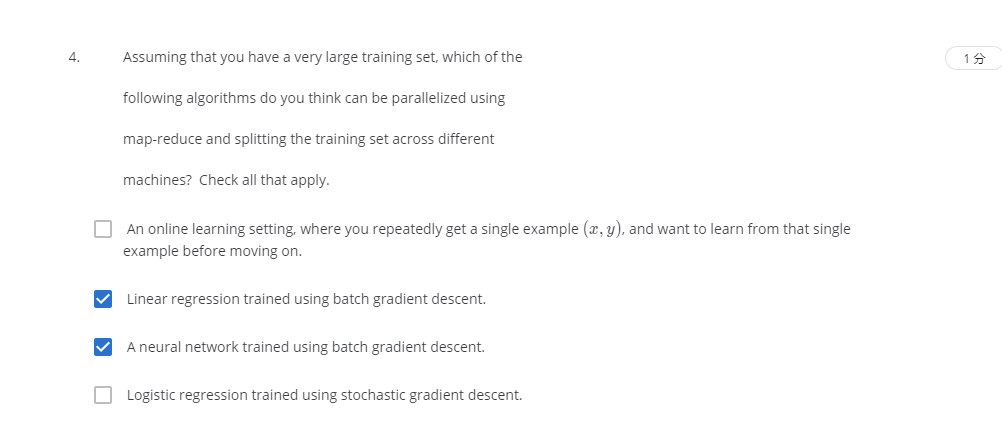 4. Assuming that you have a very large training set, which of the 1 分
following algorithms do you think can be parallelized using
map-reduce and splitting the training set across different
machines? Check all that apply.
An online learning setting, where you repeatedly get a single example (x, y), and want to learn from that single
example before moving on.
Linear regression trained using batch gradient descent.
A neural network trained using batch gradient descent.
Logistic regression trained using stochastic gradient descent.